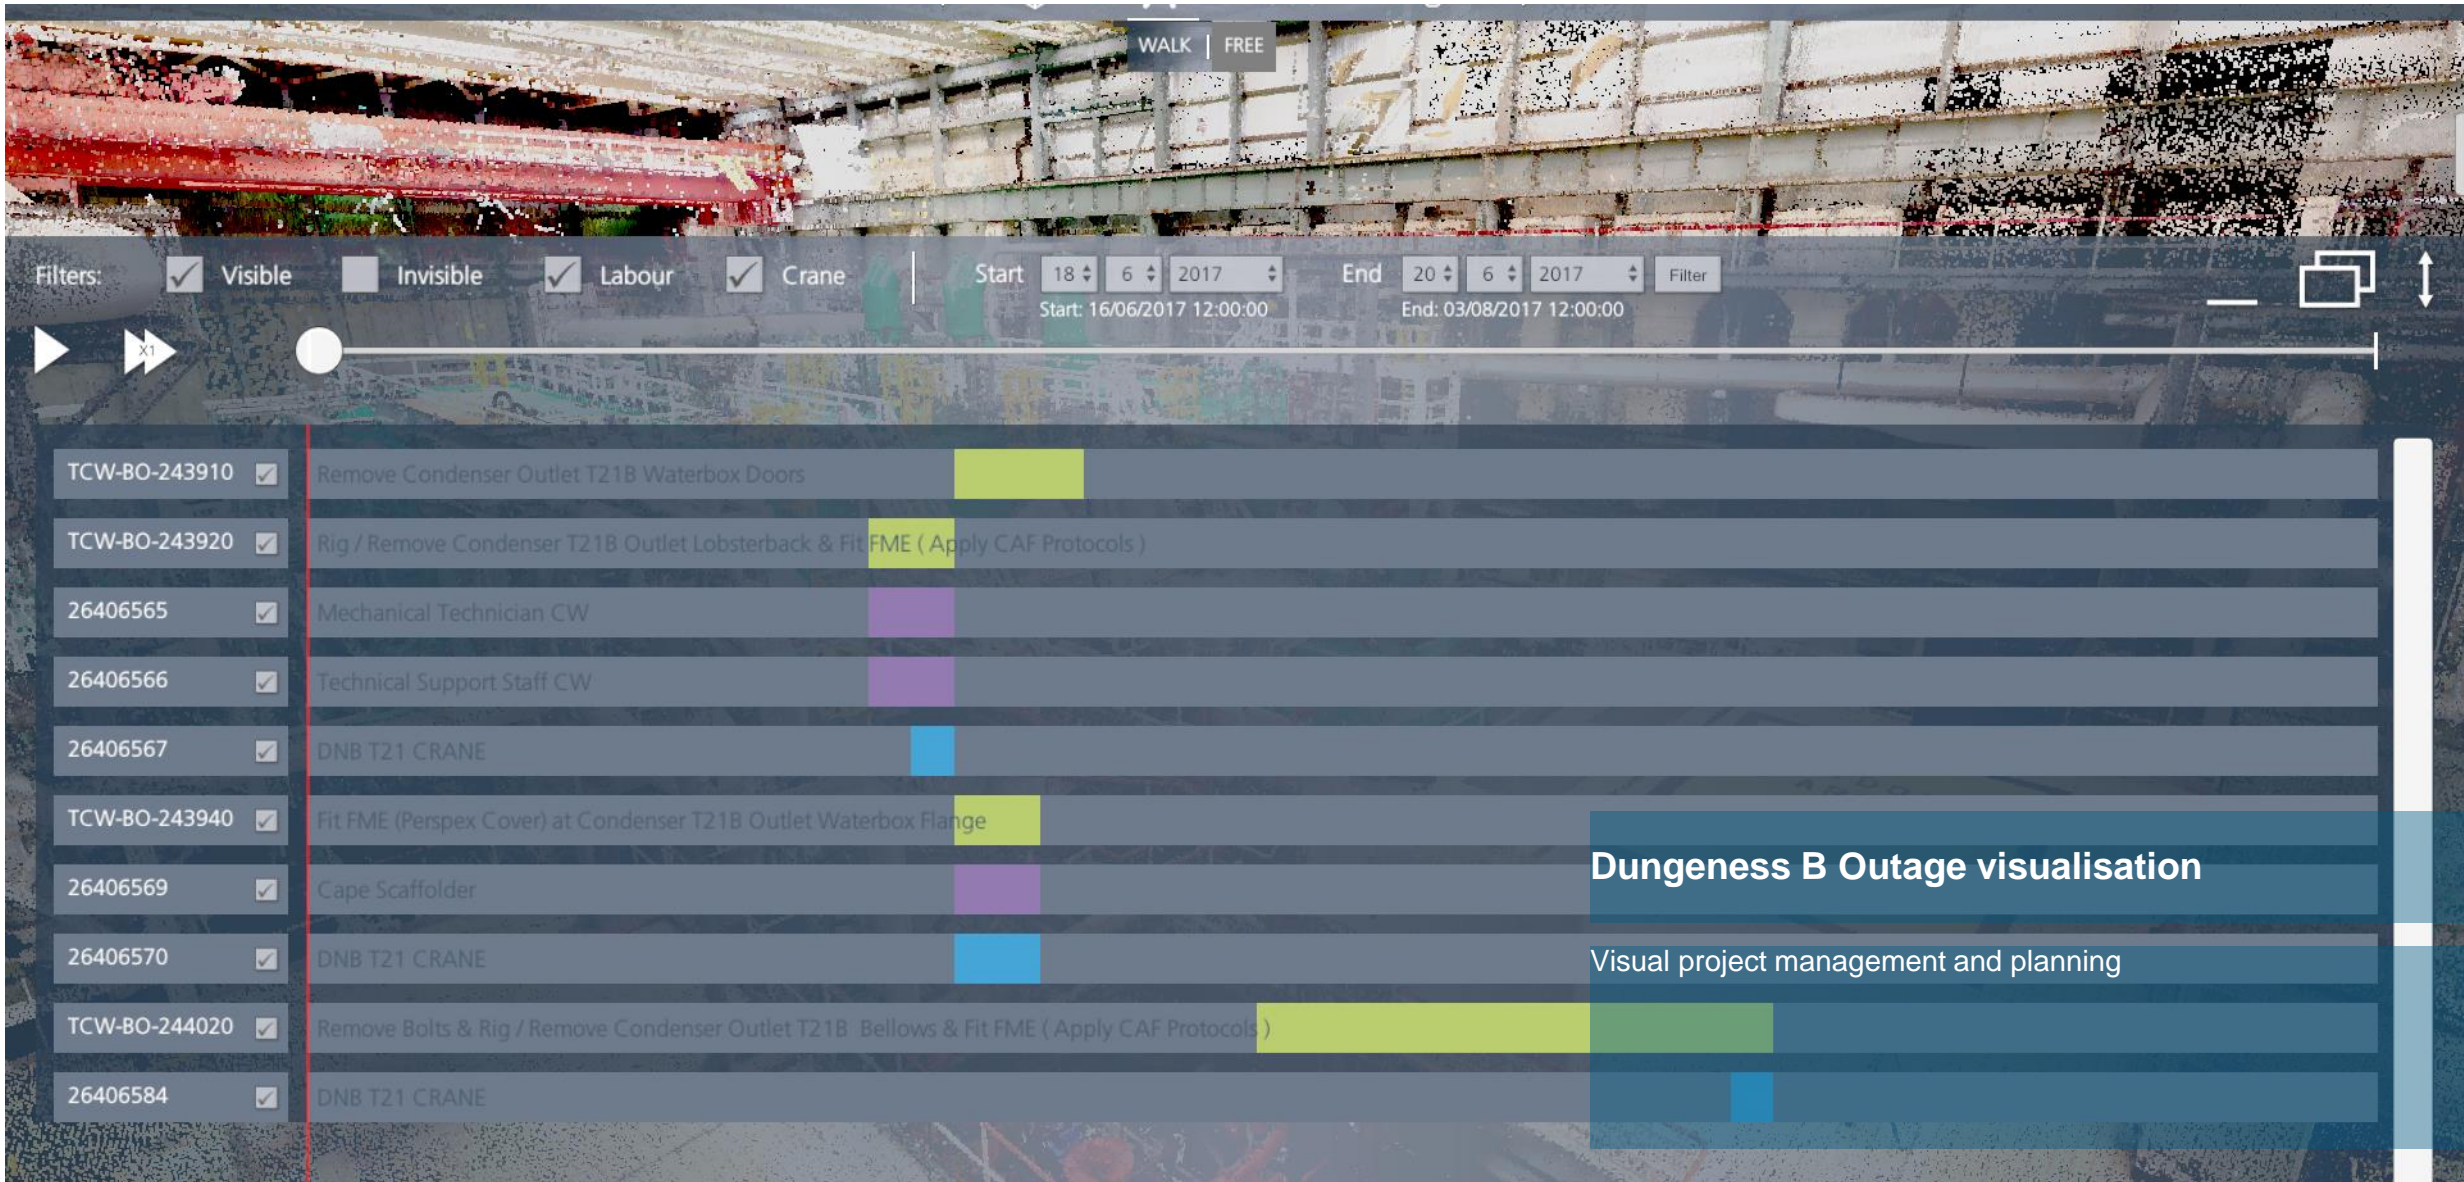 WALK | FREE
Filters: Visible Invisible Labour Crane Start 18 6 2017 End 20 6 2017 Filter
Start: 16/06/2017 12:00:00 End: 03/08/2017 12:00:00
X1
TCW-BO-243910 Remove Condenser Outlet T21B Waterbox Doors
TCW-BO-243920 Rig / Remove Condenser T21B Outlet Lobsterback & Fit FME ( Apply CAF Protocols )
26406565 Mechanical Technician CW
26406566 Technical Support Staff CW
26406567 DNB T21 CRANE
TCW-BO-243940 Fit FME (Perspex Cover) at Condenser T21B Outlet Waterbox Flange
26406569 Cape Scaffolder
26406570 DNB T21 CRANE
TCW-BO-244020 Remove Bolts & Rig / Remove Condenser Outlet T21B Bellows & Fit FME ( Apply CAF Protocols )
26406584 DNB T21 CRANE
Dungeness B Outage visualisation
Visual project management and planning